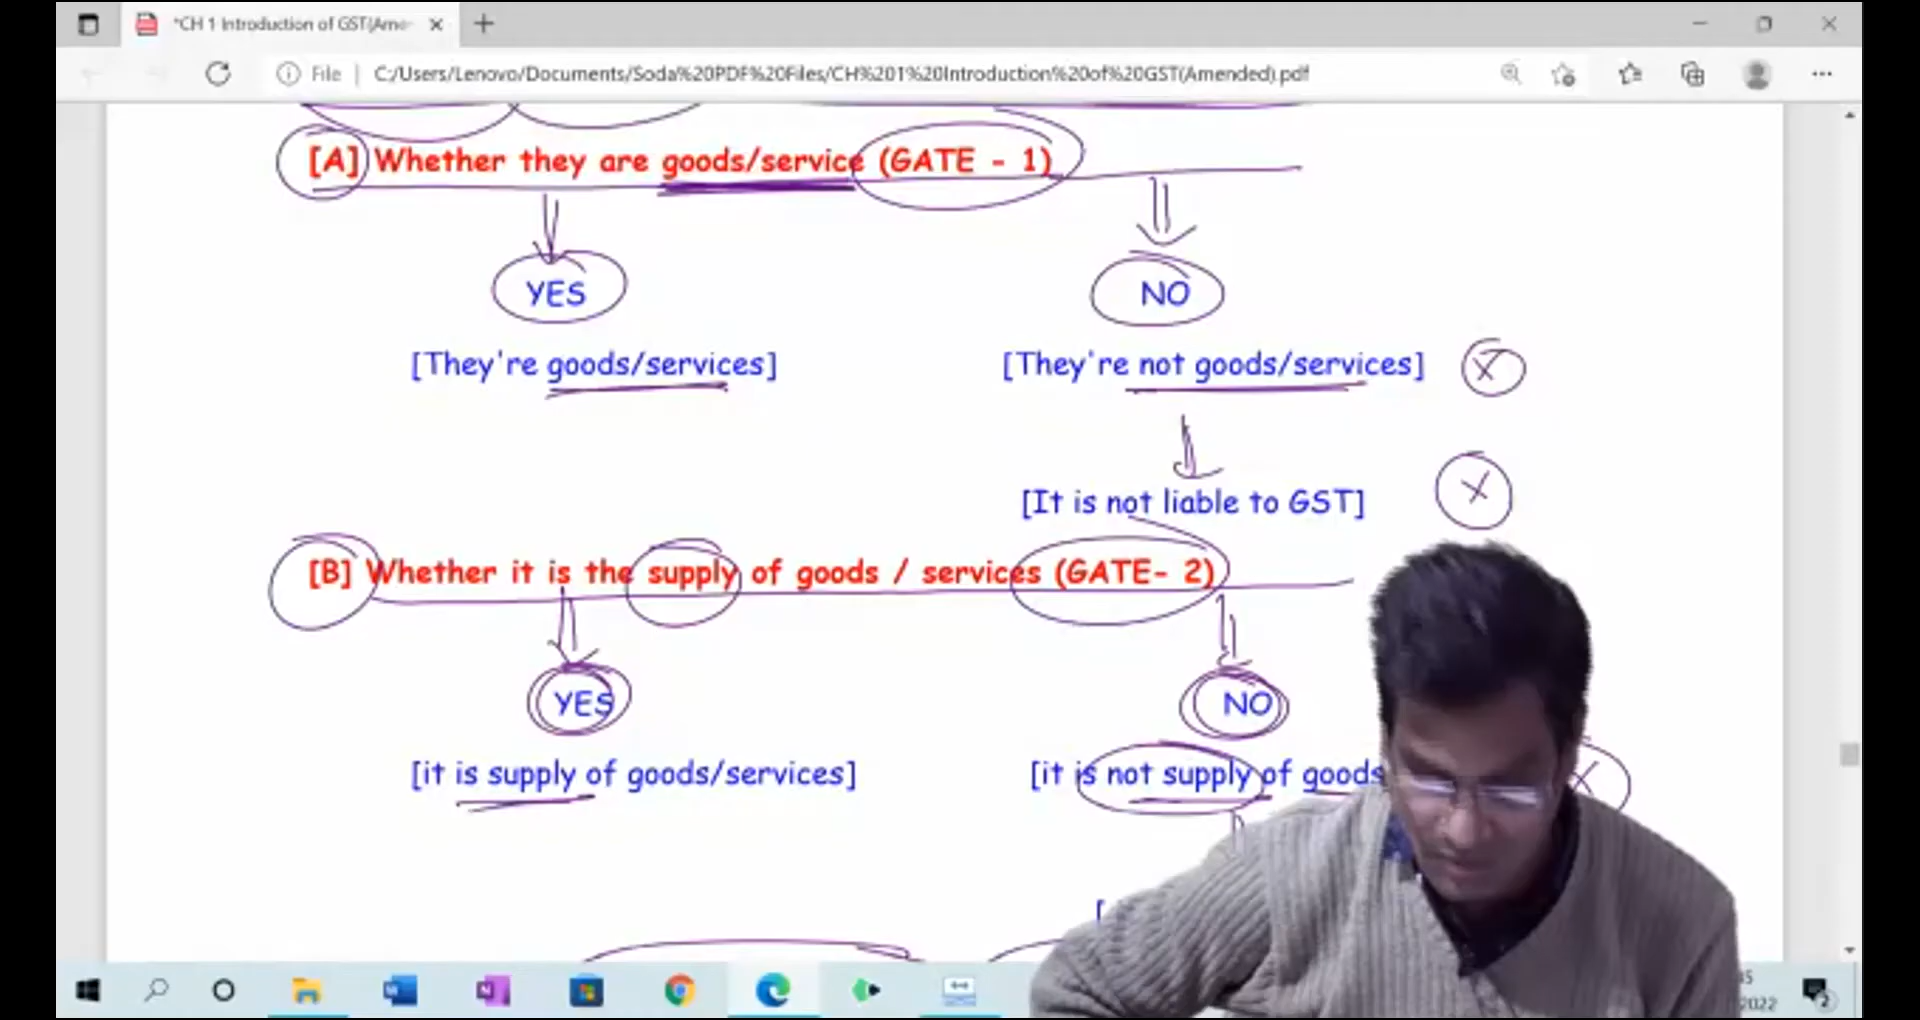 *CH 1 Introduction of GST(Ame
File
C:/Users/Lenovo/Documents/Soda%20PDF%20Files/CH%201%20Introduction%20of%20GST(Amended).pdf
[A] Whether they are goods/service (GATE - 1)
YES NO
[They're goods/services] [They're not goods/services] X
[It is not liable to GST] X
[B] Whether it is the supply of goods / services (GATE- 2)
YES NO
[it is supply of goods/services] [it is not supply of goods X
[
2022 2